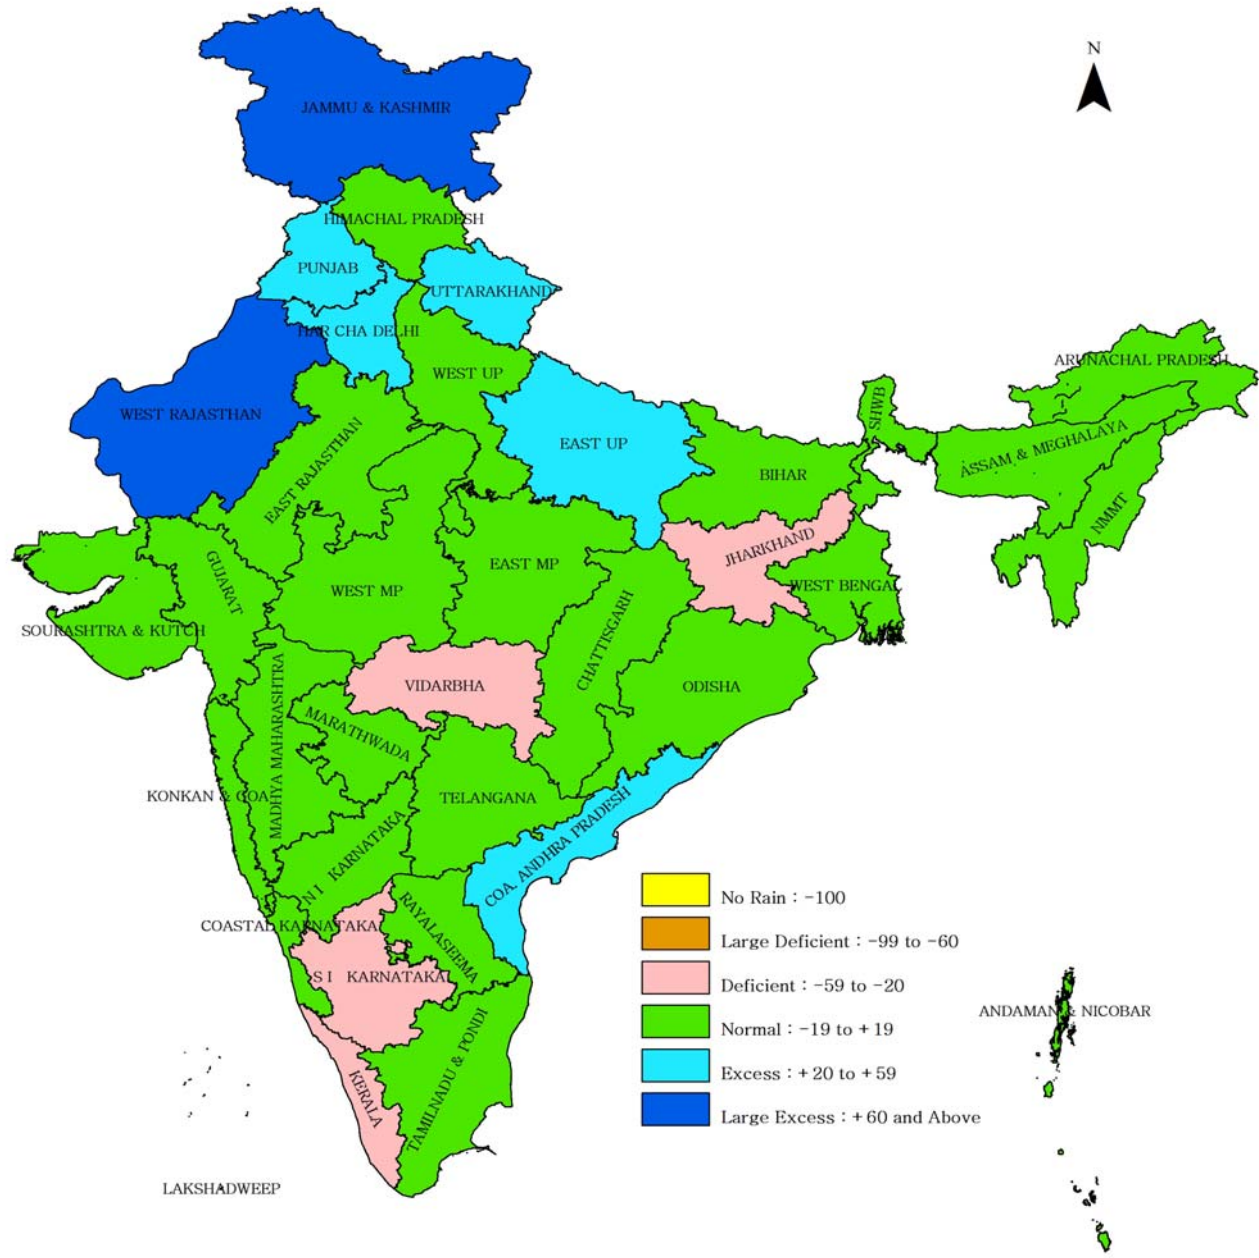 N
JAMMU & KASHMIR
HIMACHAL PRADESH
PUNJAB
UTTARAKHAND
HAR CHA DELHI
ARUNACHAL PRADESH
WEST UP
SHWB
WEST RAJASTHAN
EAST UP
ASSAM & MEGHALAYA
EAST RAJASTHAN
BIHAR
NMMT
JHARKHAND
EAST MP
GUJARAT
WEST MP
WEST BENGAL
SOURASHTRA & KUTCH
CHATTISGARH
VIDARBHA
ODISHA
MADHYA MAHARASHTRA
MARATHWADA
KONKAN & GOA
TELANGANA
COA. ANDHRA PRADESH
N I KARNATAKA
No Rain : -100
COASTAL KARNATAKA
RAYALASEEMA
Large Deficient : -99 to -60
S I KARNATAKA
Deficient : -59 to -20
ANDAMAN & NICOBAR
Normal : -19 to +19
TAMILNADU & PONDI
Excess : +20 to +59
KERALA
Large Excess : +60 and Above
LAKSHADWEEP